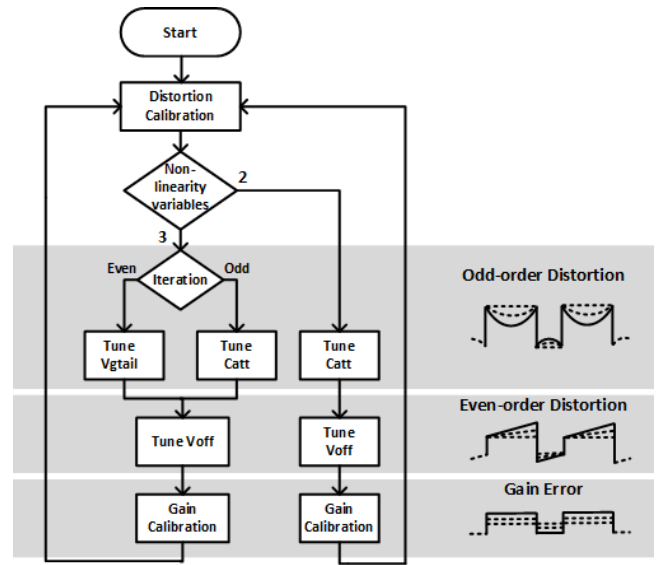 Start
Distortion
Calibration
Non-
linearity
variables
2
3
Even
Iteration
Odd
Odd-order Distortion
Tune
Vgtail
Tune
Catt
Tune
Catt
Even-order Distortion
Tune Voff
Tune
Voff
Gain Error
Gain
Calibration
Gain
Calibration